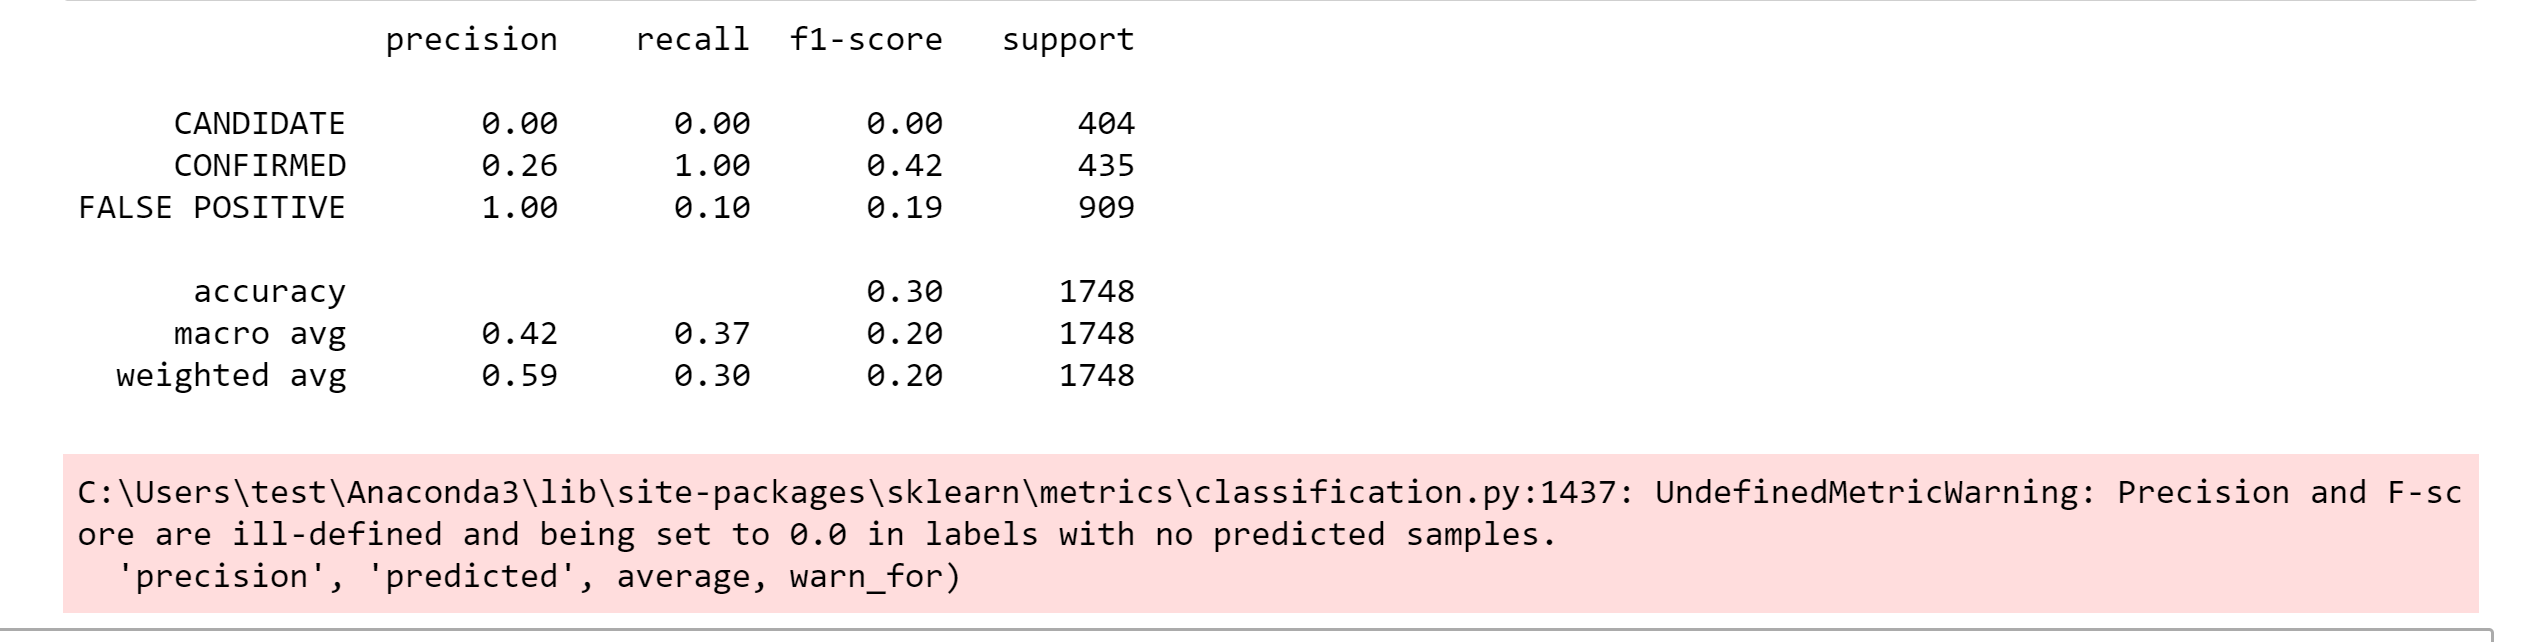 precision recall f1-score support
CANDIDATE 0.00 0.00 0.00 404
CONFIRMED 0.26 1.00 0.42 435
FALSE POSITIVE 1.00 0.10 0.19 909
accuracy 0.30 1748
macro avg 0.42 0.37 0.20 1748
weighted avg 0.59 0.30 0.20 1748
C:\Users\test\Anaconda3\lib\site-packages\sklearn\metrics\classification.py:1437: UndefinedMetricWarning: Precision and F-sc
ore are ill-defined and being set to 0.0 in labels with no predicted samples.
'precision', 'predicted', average, warn_for)